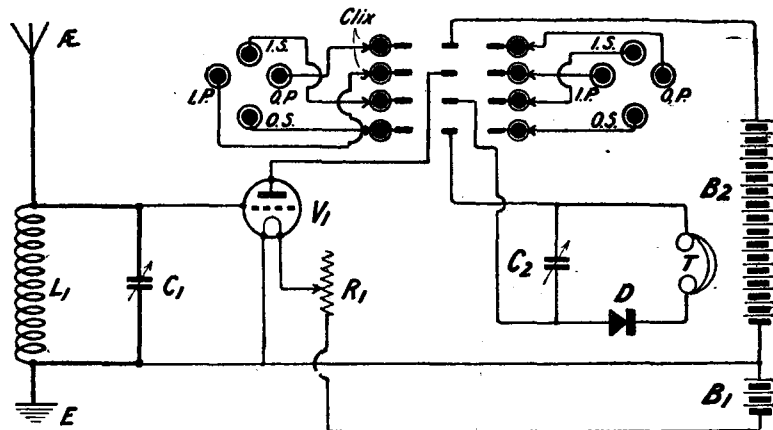 Æ
Clix
I.S.
I.P.
O.P
O.S.
I.S.
I.P.
O.P.
O.S.
B2
V1
L1
C1
R1
C2
T
D
E
B1